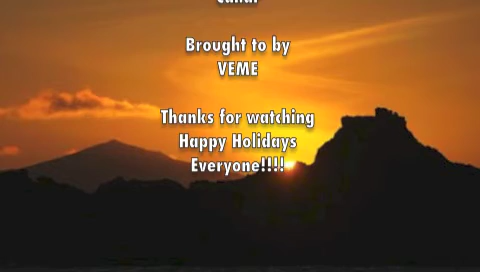 Brought to by
VEME
Thanks for watching
Happy Holidays
Everyone!!!!